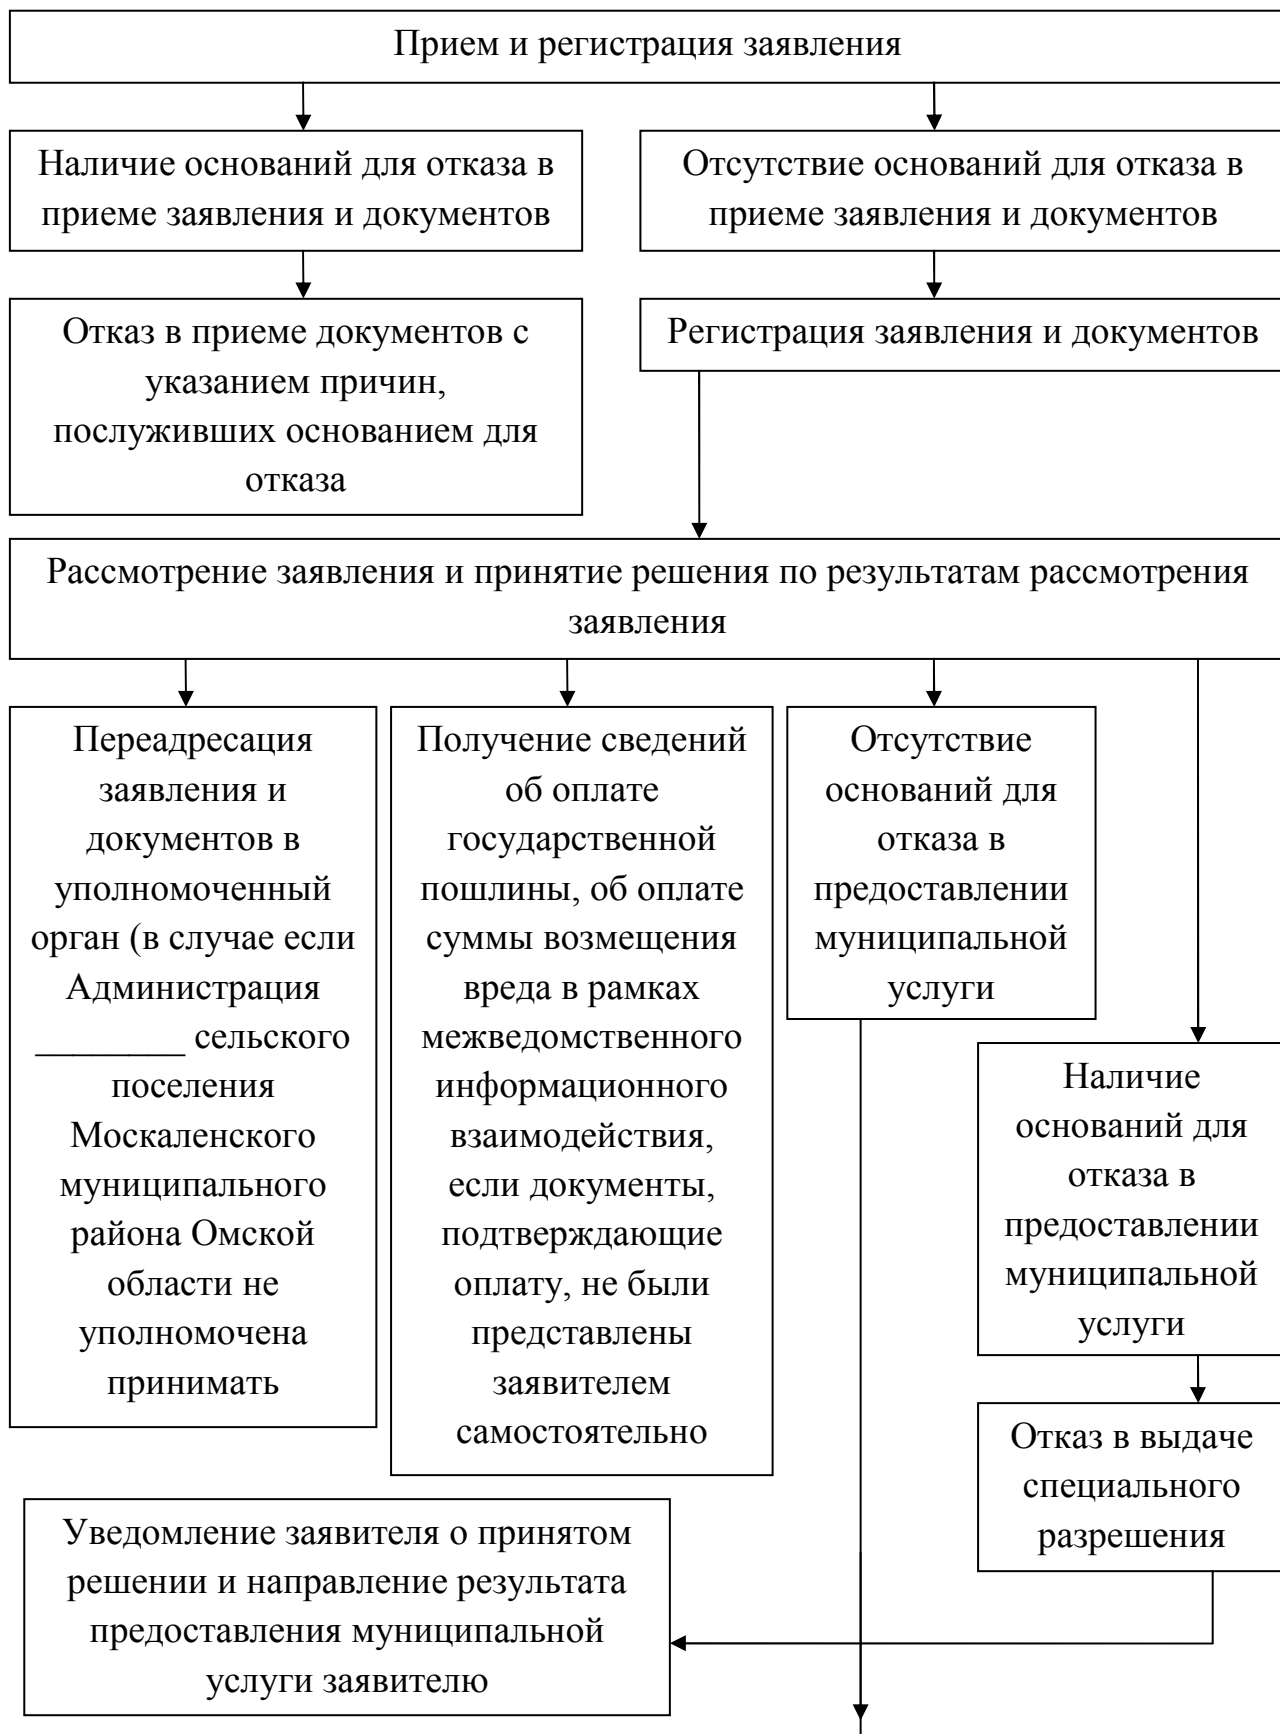 Прием и регистрация заявления
Наличие оснований для отказа в
приеме заявления и документов
Отсутствие оснований для отказа в
приеме заявления и документов
Отказ в приеме документов с
указанием причин,
послуживших основанием для
отказа
Регистрация заявления и документов
Рассмотрение заявления и принятие решения по результатам рассмотрения
заявления
Переадресация
заявления и
документов в
уполномоченный
орган (в случае если
Администрация
________ сельского
поселения
Москаленского
муниципального
района Омской
области не
уполномочена
принимать
Получение сведений
об оплате
государственной
пошлины, об оплате
суммы возмещения
вреда в рамках
межведомственного
информационного
взаимодействия,
если документы,
подтверждающие
оплату, не были
представлены
заявителем
самостоятельно
Отсутствие
оснований для
отказа в
предоставлении
муниципальной
услуги
Наличие
оснований для
отказа в
предоставлении
муниципальной
услуги
Отказ в выдаче
специального
разрешения
Уведомление заявителя о принятом
решении и направление результата
предоставления муниципальной
услуги заявителю